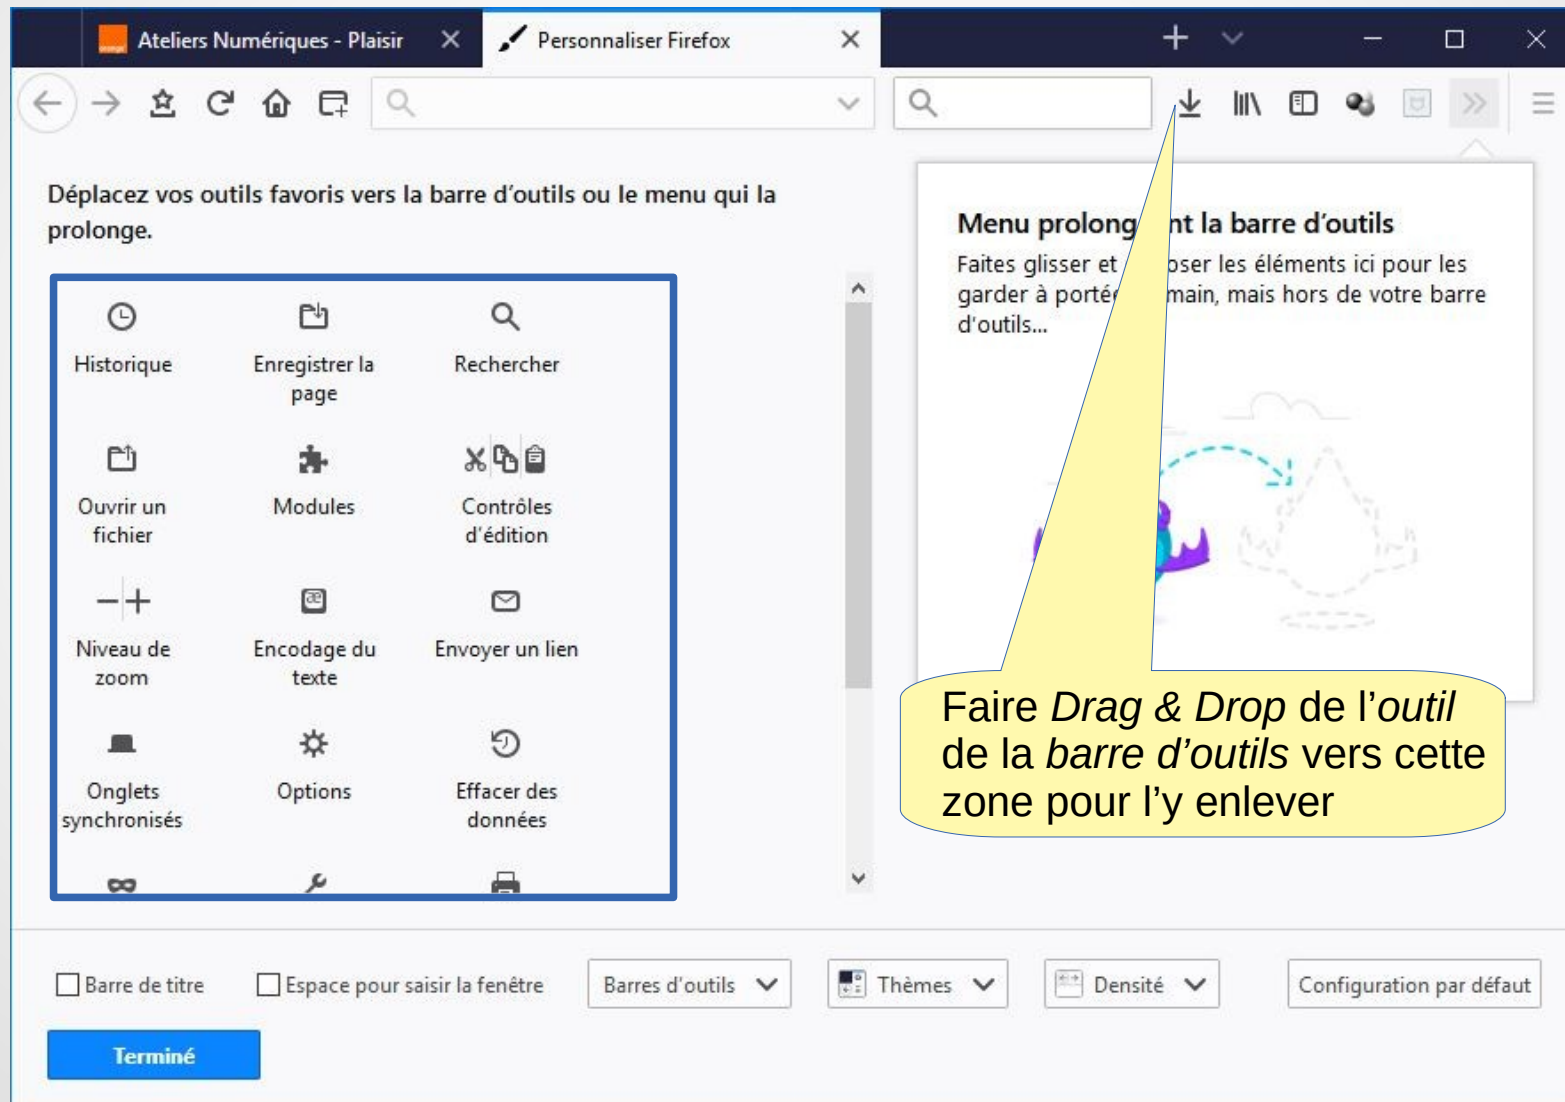 Ateliers Numériques - Plaisir
Personnaliser Firefox
Déplacez vos outils favoris vers la barre d'outils ou le menu qui la
prolonge.
Historique
Enregistrer la
page
Rechercher
Ouvrir un
fichier
Modules
Contrôles
d'édition
Niveau de
zoom
Encodage du
texte
Envoyer un lien
Onglets
synchronisés
Options
Effacer des
données
Menu prolong nt la barre d'outils
Faites glisser et oser les éléments ici pour les
garder à portée main, mais hors de votre barre
d'outils...
Faire Drag & Drop de l'outil
de la barre d'outils vers cette
zone pour l'y enlever
Barre de titre
Espace pour saisir la fenêtre
Barres d'outils
Thèmes
Densité
Configuration par défaut
Terminé